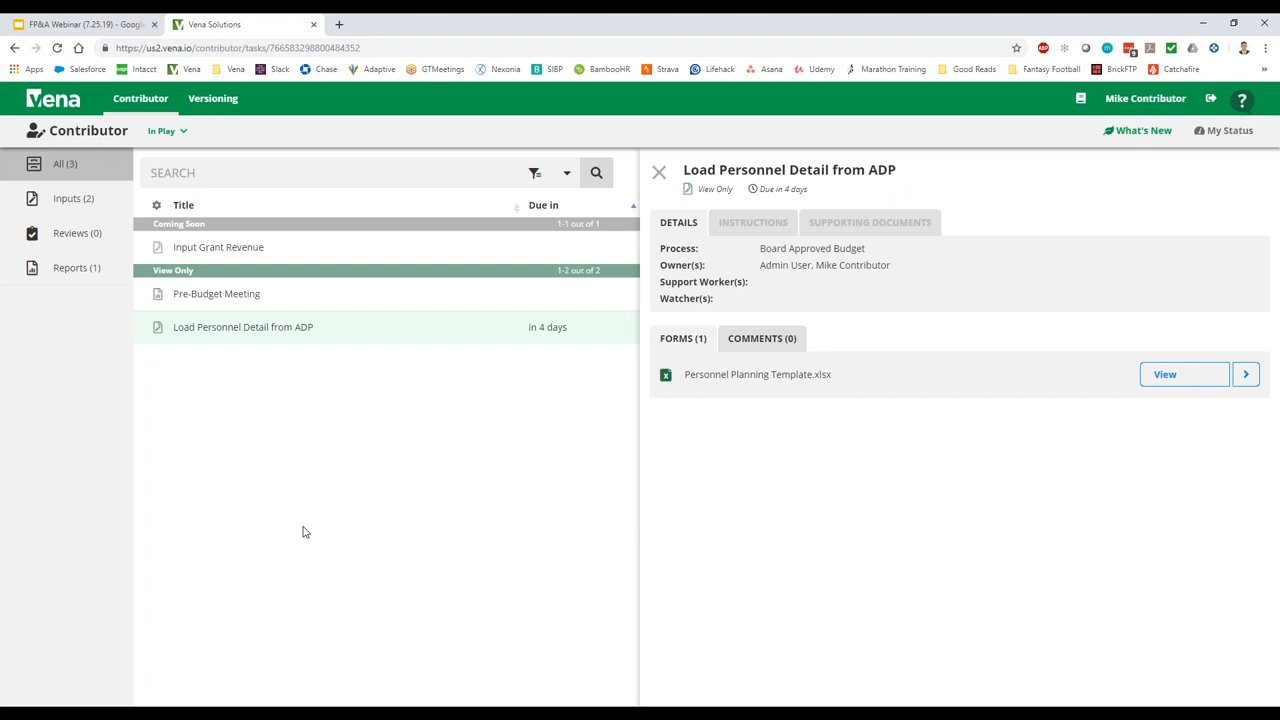 FP&A Webinar (7.25.19) - Google
Vena Solutions
https://us2.vena.io/contributor/tasks/766583298800484352
Apps Salesforce Intacct Vena Vena Slack Chase Adaptive GTMeetings Nexonia SIBP BambooHR Strava Lifehack Asana Udemy Marathon Training Good Reads Fantasy Football BrickFTP Catchafire
vena Contributor Versioning Mike Contributor
Contributor In Play What's New My Status
All (3)
Inputs (2)
Reviews (0)
Reports (1)
SEARCH
Title Due in
Coming Soon 1-1 out of 1
Input Grant Revenue
View Only 1-2 out of 2
Pre-Budget Meeting
Load Personnel Detail from ADP in 4 days
Load Personnel Detail from ADP
View Only Due in 4 days
DETAILS INSTRUCTIONS SUPPORTING DOCUMENTS
Process: Board Approved Budget
Owner(s): Admin User, Mike Contributor
Support Worker(s):
Watcher(s):
FORMS (1) COMMENTS (0)
Personnel Planning Template.xlsx View